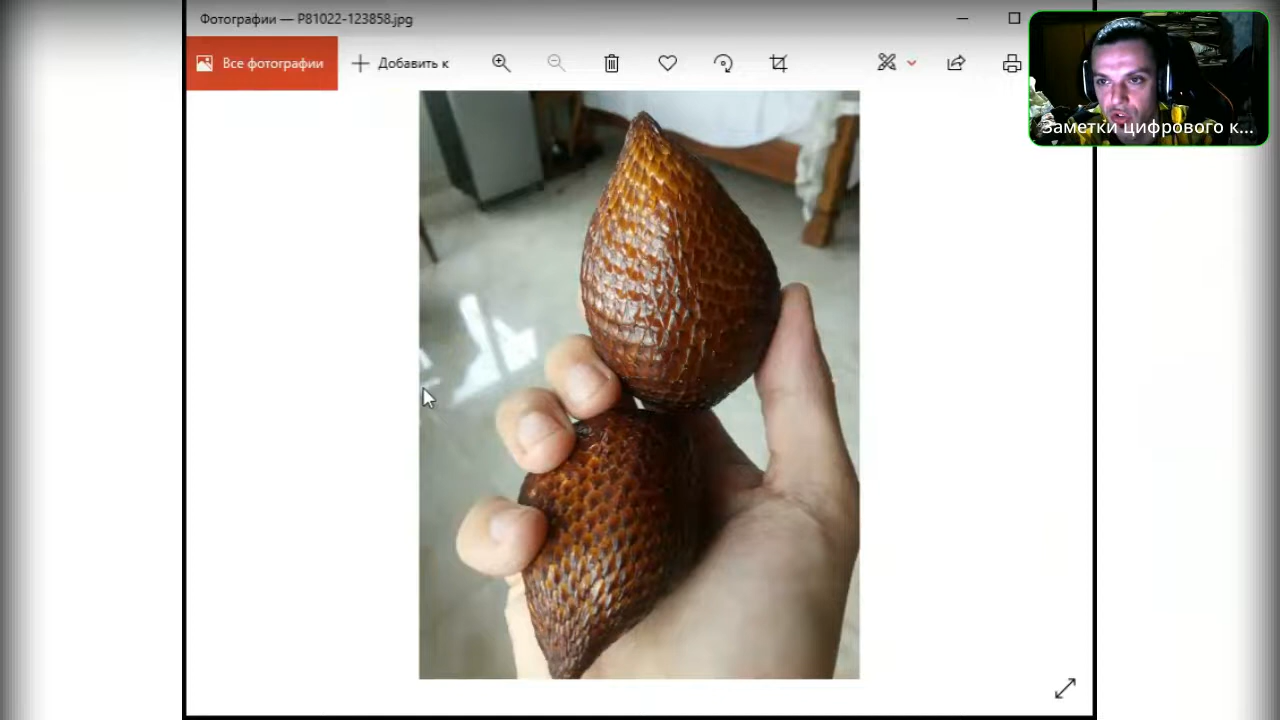 Фотографии — P81022-123858.jpg
Все фотографии
Добавить к
Заметки цифрового к...